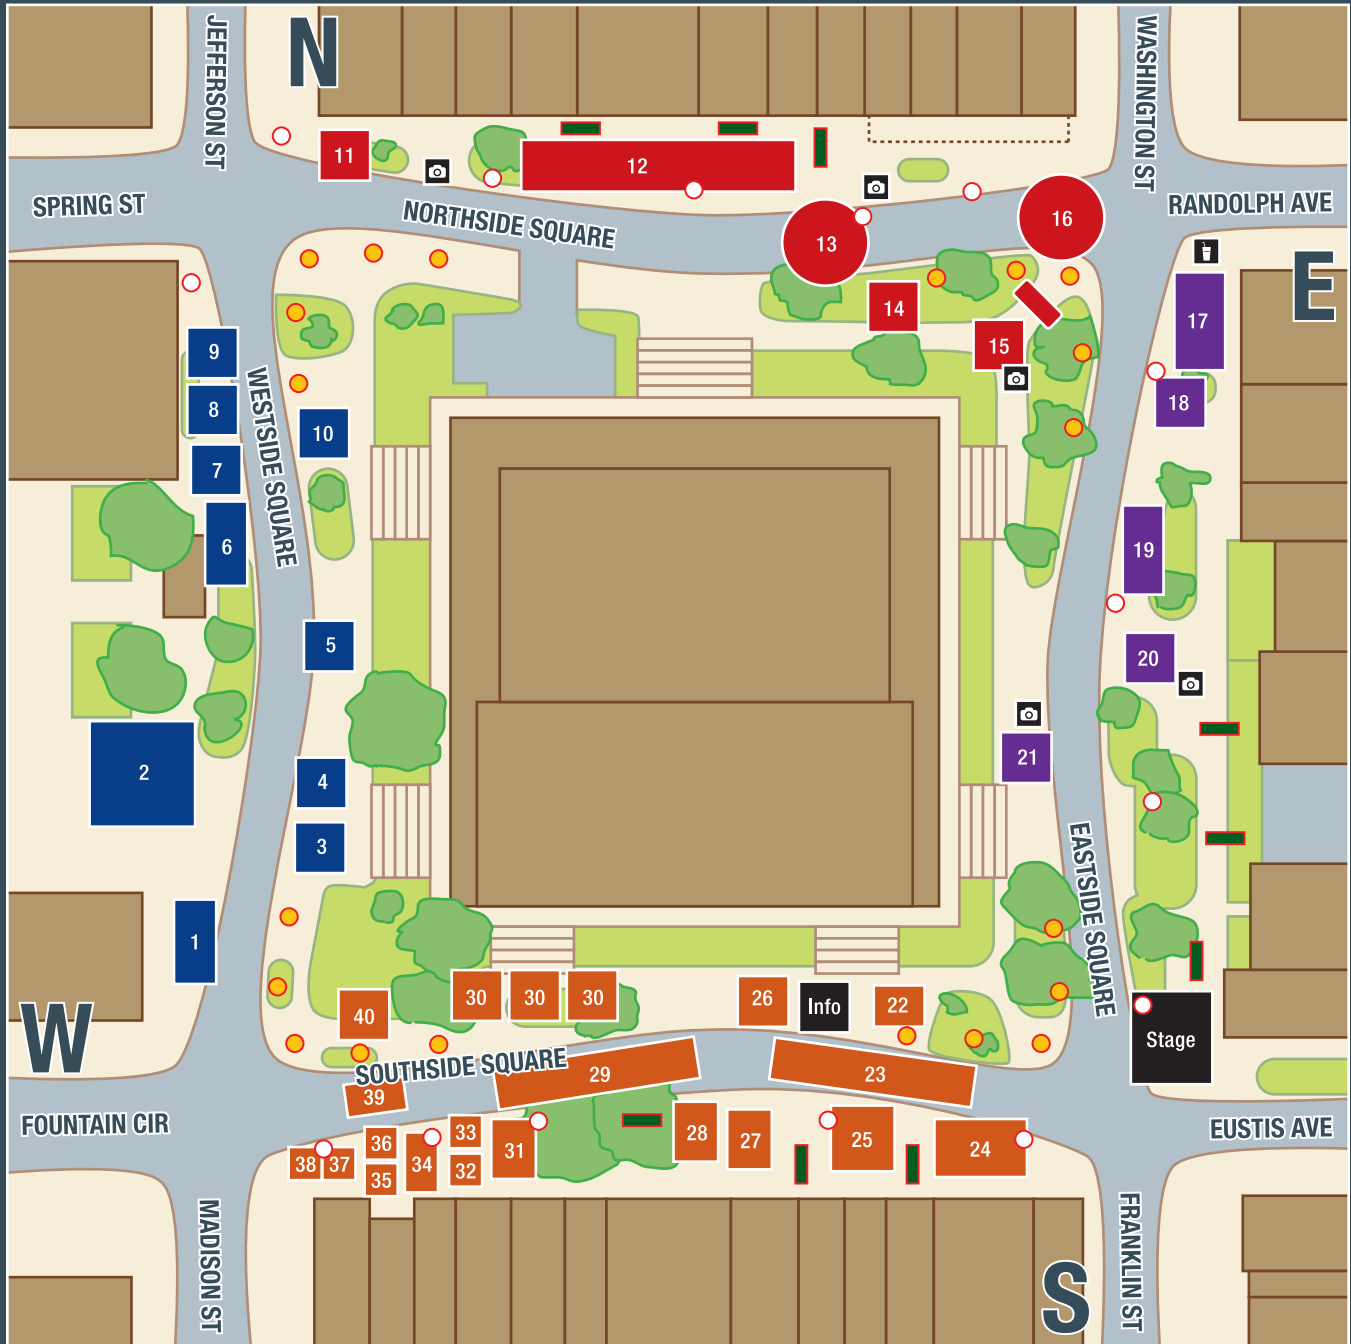 JEFFERSON ST
N
WASHINGTON ST
11
12
SPRING ST
NORTHSIDE SQUARE
RANDOLPH AVE
13
16
E
14
15
17
18
9
8
10
7
6
WESTSIDE SQUARE
5
19
20
2
4
3
21
1
EASTSIDE SQUARE
W
40
30
30
30
26
Info
22
Stage
SOUTHSIDE SQUARE
29
23
39
FOUNTAIN CIR
EUSTIS AVE
38
37
36
35
34
33
32
31
28
27
25
24
MADISON ST
FRANKLIN ST
S